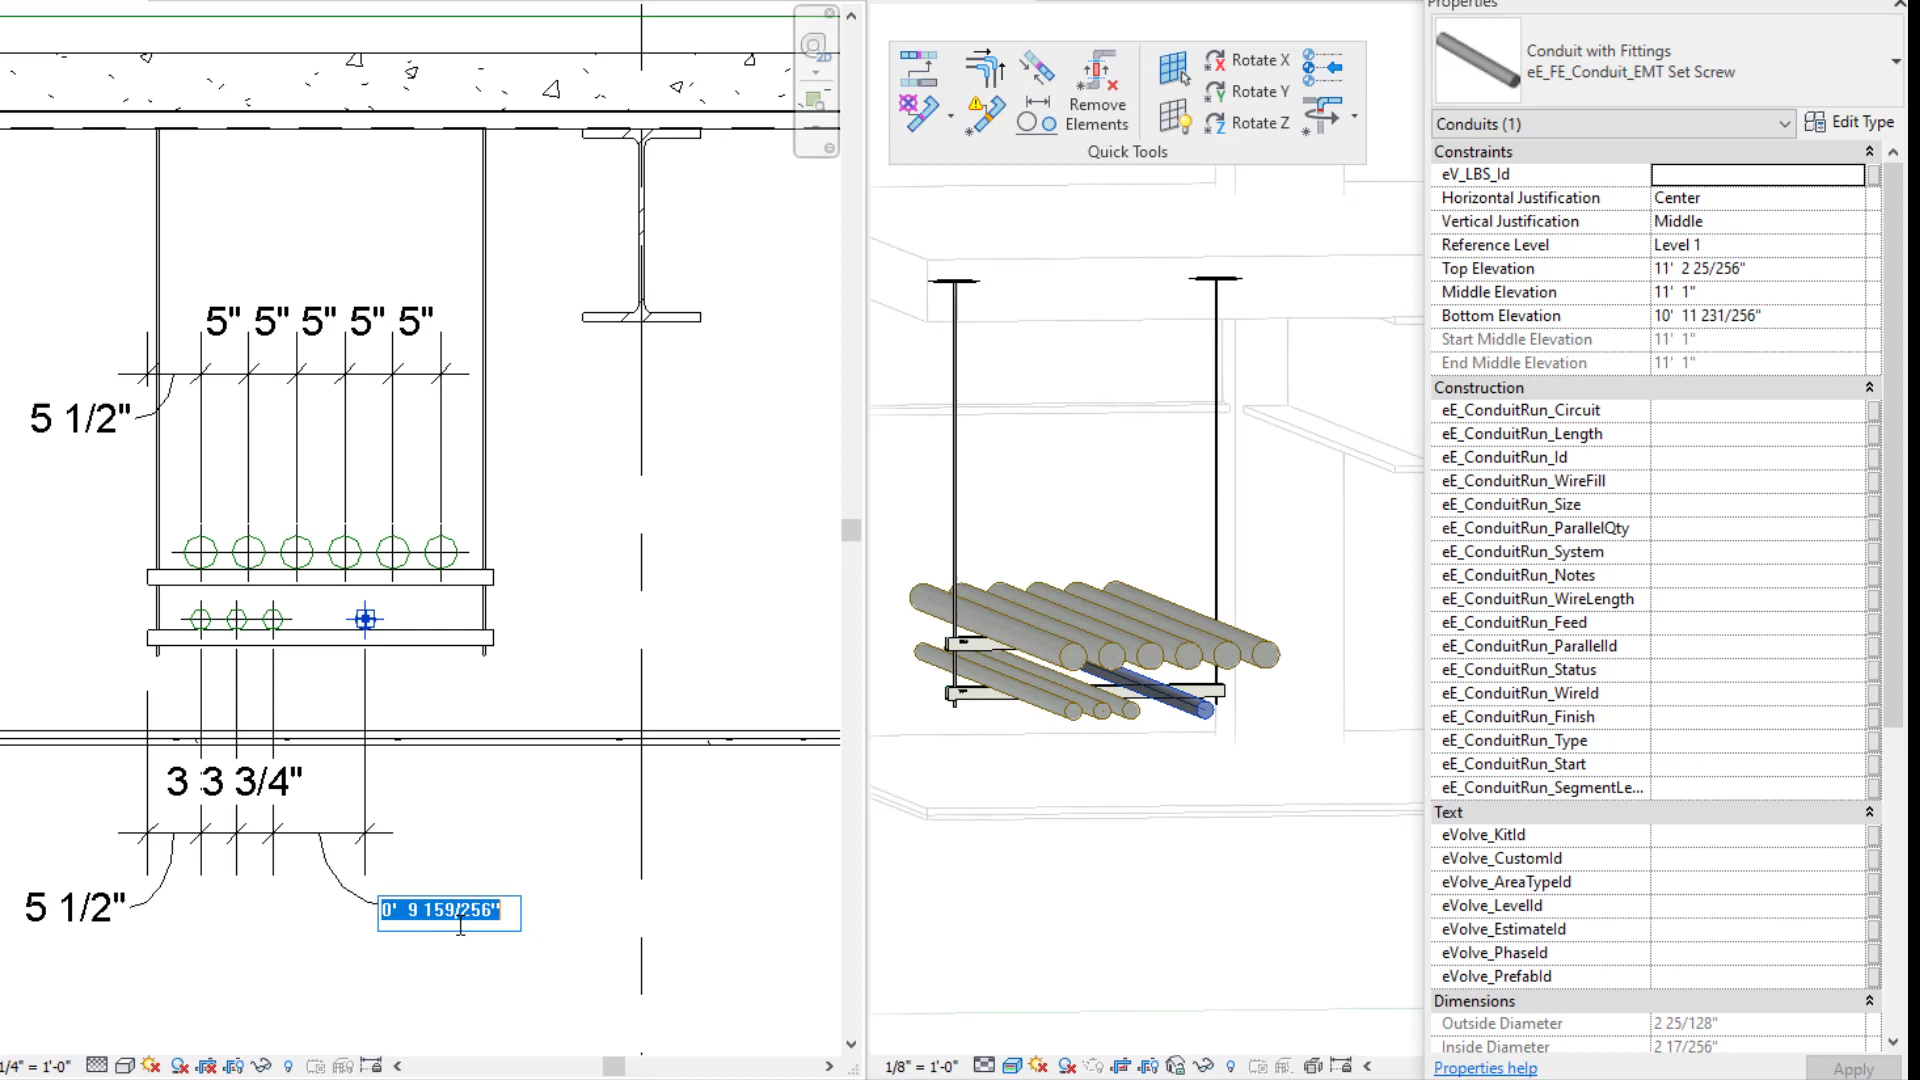 5" 5" 5" 5" 5"
5 1/2"
3 3 3/4"
5 1/2"
0' 9 159/256"
1/4" = 1'-0"
2D
Remove
Elements
Rotate X
Rotate Y
Rotate Z
Quick Tools
1/8" = 1'-0"
Properties
Conduit with Fittings
eE_FE_Conduit_EMT Set Screw
Conduits (1)
Edit Type
Constraints
eV_LBS_Id
Horizontal Justification Center
Vertical Justification Middle
Reference Level Level 1
Top Elevation 11' 2 25/256"
Middle Elevation 11' 1"
Bottom Elevation 10' 11 231/256"
Start Middle Elevation 11' 1"
End Middle Elevation 11' 1"
Construction
eE_ConduitRun_Circuit
eE_ConduitRun_Length
eE_ConduitRun_Id
eE_ConduitRun_WireFill
eE_ConduitRun_Size
eE_ConduitRun_ParallelQty
eE_ConduitRun_System
eE_ConduitRun_Notes
eE_ConduitRun_WireLength
eE_ConduitRun_Feed
eE_ConduitRun_ParallelId
eE_ConduitRun_Status
eE_ConduitRun_WireId
eE_ConduitRun_Finish
eE_ConduitRun_Type
eE_ConduitRun_Start
eE_ConduitRun_SegmentLe...
Text
eVolve_KitId
eVolve_CustomId
eVolve_AreaTypeId
eVolve_LevelId
eVolve_EstimateId
eVolve_PhaseId
eVolve_PrefabId
Dimensions
Outside Diameter 2 25/128"
Inside Diameter 2 17/256"
Properties help
Apply